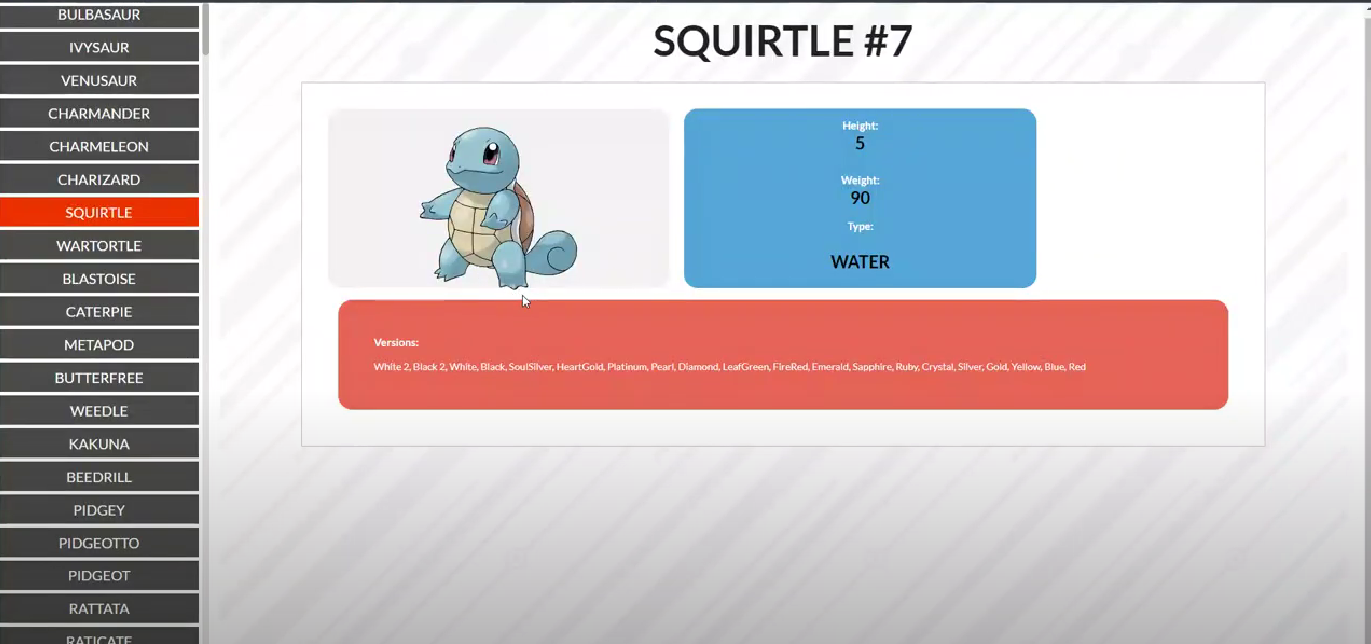 BULBASAUR
IVYSAUR
VENUSAUR
CHARMANDER
CHARMELEON
CHARIZARD
SQUIRTLE
WARTORTLE
BLASTOISE
CATERPIE
METAPOD
BUTTERFREE
WEEDLE
KAKUNA
BEEDRILL
PIDGEY
PIDGEOTTO
PIDGEOT
RATTATA
RATICATE
SQUIRTLE #7
Height:
5
Weight:
90
Type:
WATER
Versions:
White 2, Black 2, White, Black, SoulSilver, HeartGold, Platinum, Pearl, Diamond, LeafGreen, FireRed, Emerald, Sapphire, Ruby, Crystal, Silver, Gold, Yellow, Blue, Red